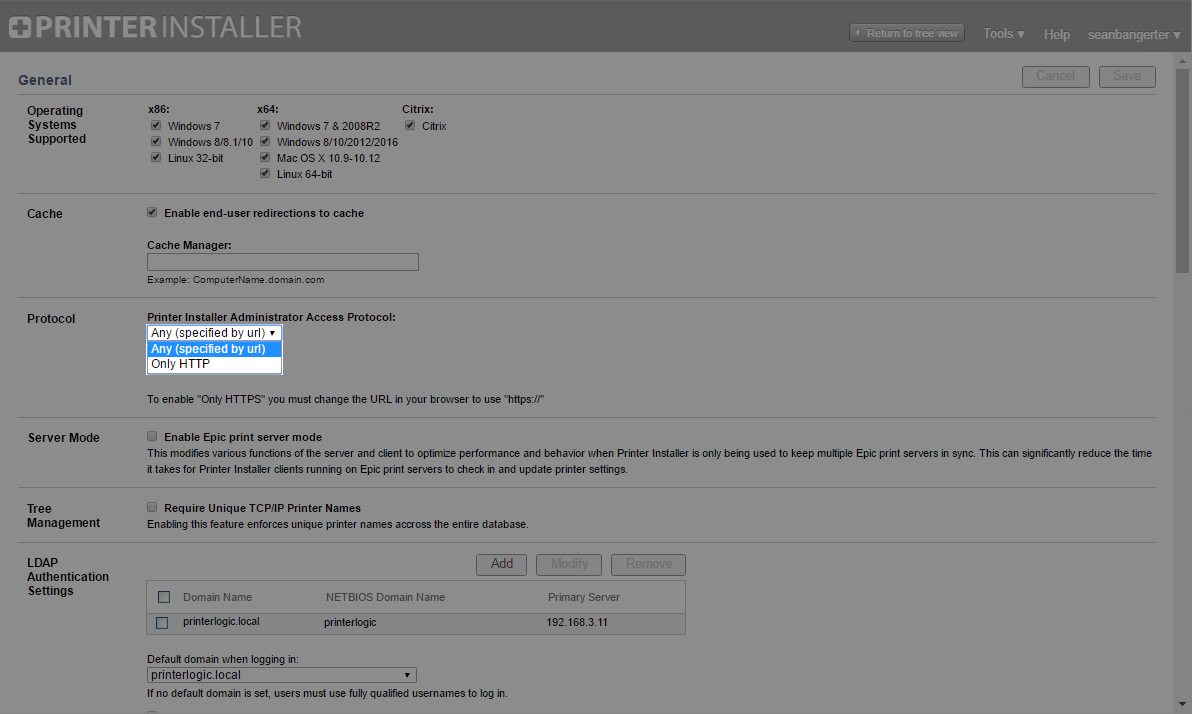 PRINTER INSTALLER
Return to tree view
Tools ▾
Help
seanbangerter ▾
General
Cancel
Save
Operating
Systems
Supported
x86:
Windows 7
Windows 8/8.1/10
Linux 32-bit
x64:
Windows 7 & 2008R2
Windows 8/10/2012/2016
Mac OS X 10.9-10.12
Linux 64-bit
Citrix:
Citrix
Cache
Enable end-user redirections to cache
Cache Manager:
Example: ComputerName.domain.com
Protocol
Printer Installer Administrator Access Protocol:
Any (specified by url)
Any (specified by url)
Only HTTP
To enable "Only HTTPS" you must change the URL in your browser to use "https://"
Server Mode
Enable Epic print server mode
This modifies various functions of the server and client to optimize performance and behavior when Printer Installer is only being used to keep multiple Epic print servers in sync. This can significantly reduce the time
it takes for Printer Installer clients running on Epic print servers to check in and update printer settings.
Tree
Management
Require Unique TCP/IP Printer Names
Enabling this feature enforces unique printer names accross the entire database.
LDAP
Authentication
Settings
Add
Modify
Remove
Domain Name NETBIOS Domain Name Primary Server
printerlogic.local printerlogic 192.168.3.11
Default domain when logging in:
printerlogic.local
If no default domain is set, users must use fully qualified usernames to log in.